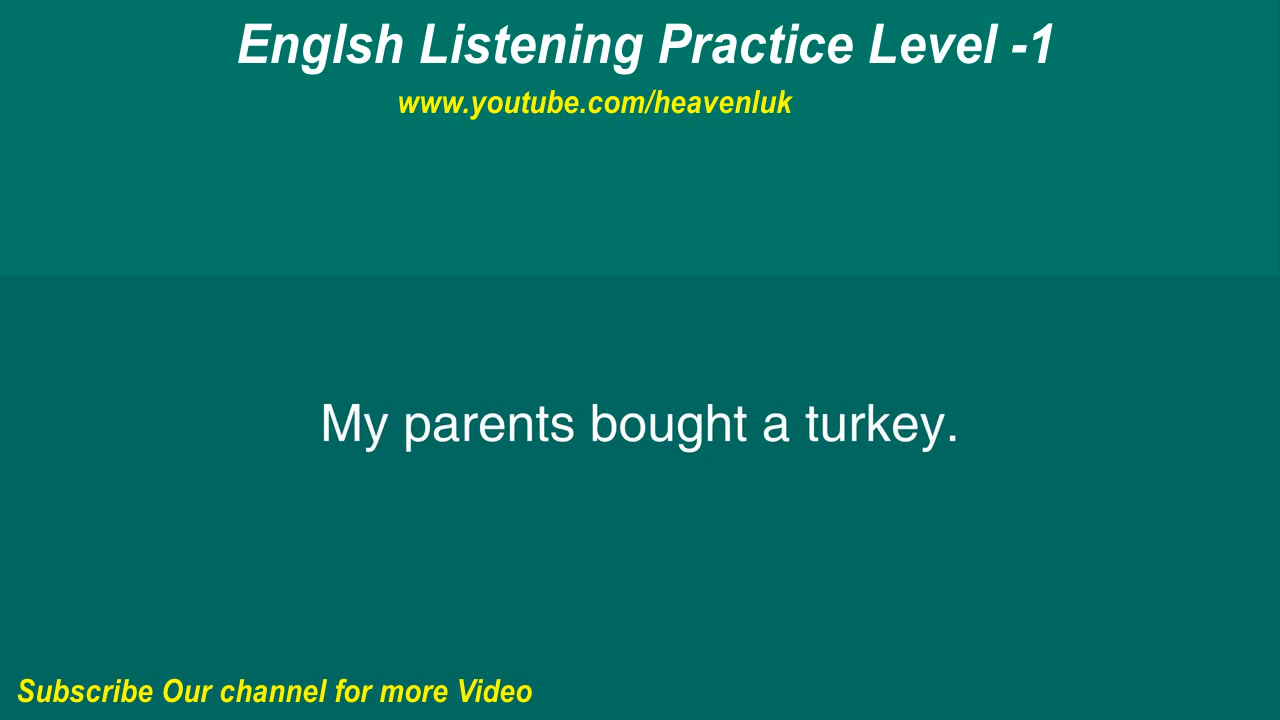 Englsh Listening Practice Level -1
www.youtube.com/heavenluk
My parents bought a turkey.
Subscribe Our channel for more Video